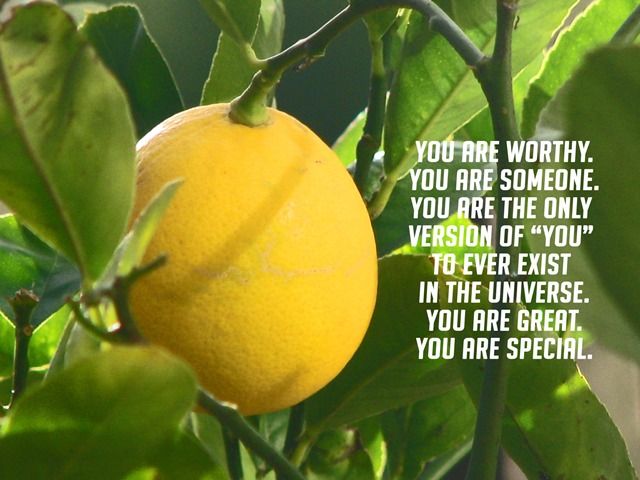 YOU ARE WORTHY.
YOU ARE SOMEONE.
YOU ARE THE ONLY
VERSION OF “YOU”
TO EVER EXIST
IN THE UNIVERSE.
YOU ARE GREAT.
YOU ARE SPECIAL.